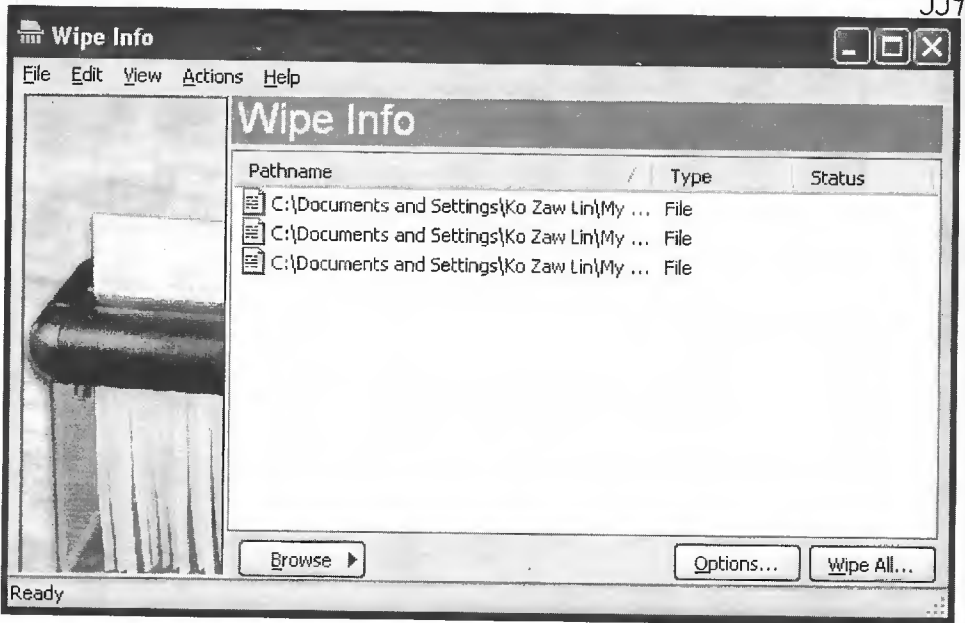 JJ7
Wipe Info
File Edit View Actions Help
Wipe Info
Pathname Type Status
C:\Documents and Settings\Ko Zaw Lin\My ... File
C:\Documents and Settings\Ko Zaw Lin\My ... File
C:\Documents and Settings\Ko Zaw Lin\My ... File
Browse Options... Wipe All...
Ready